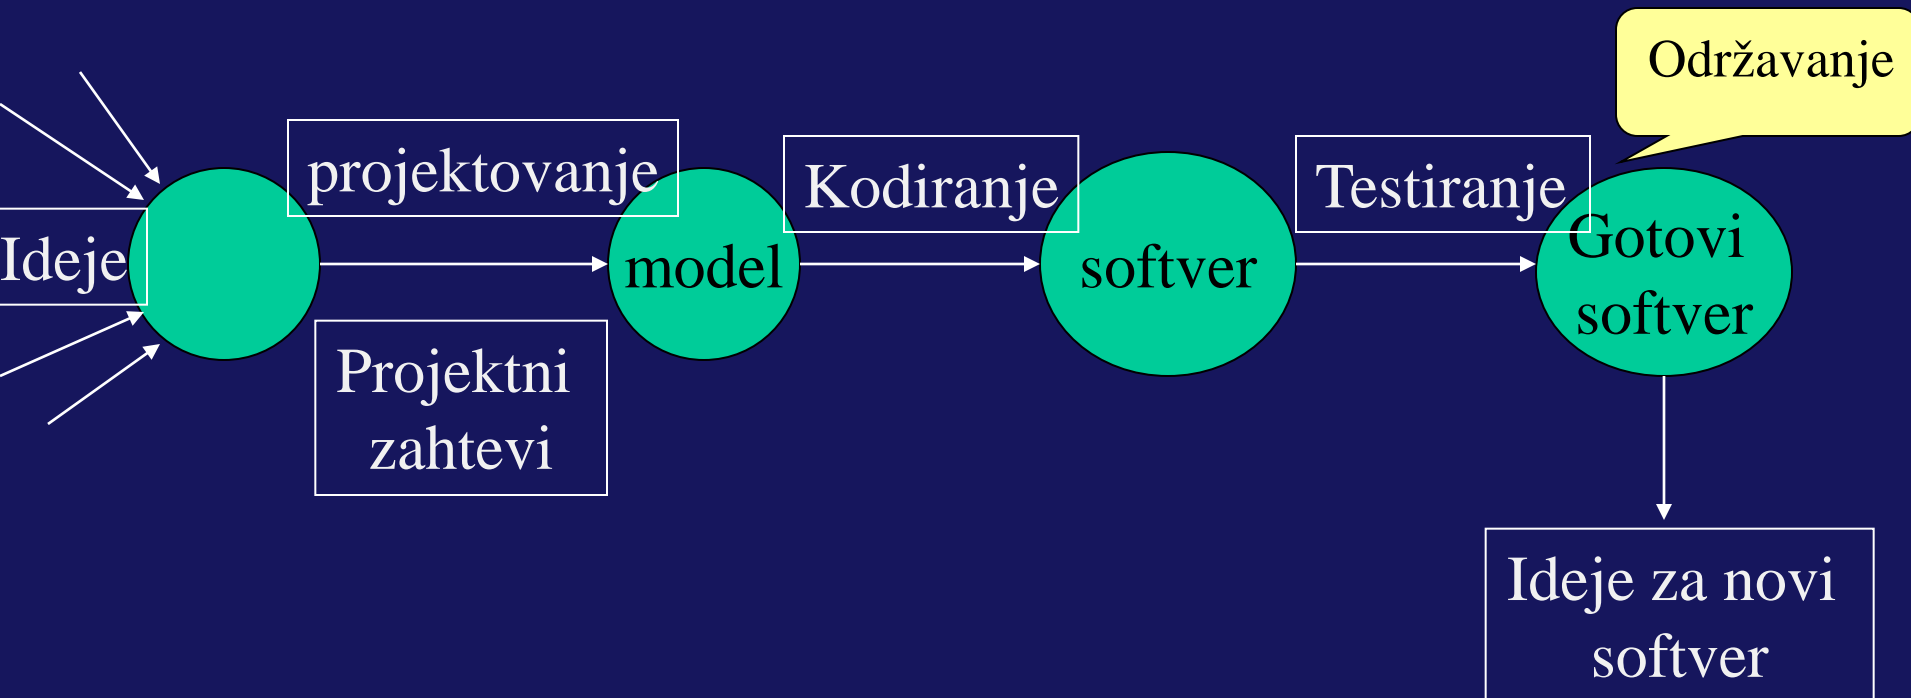 Održavanje
projektovanje
Kodiranje
Testiranje
Ideje
model
softver
Gotovi
softver
Projektni
zahtevi
Ideje za novi
softver